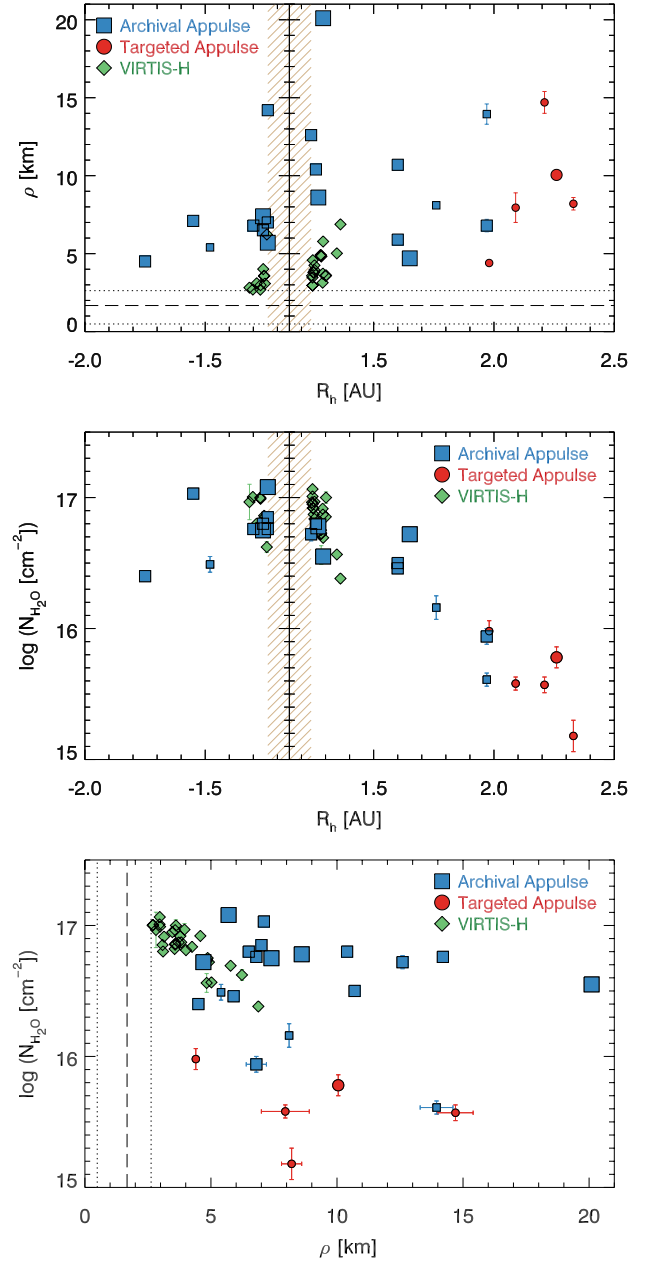 20
15
10
5
0
ρ [km]
Archival Appulse
Targeted Appulse
VIRTIS-H
-2.0 -1.5 1.5 2.0 2.5
R_h [AU]
17
16
15
log (N_H₂O [cm⁻²])
Archival Appulse
Targeted Appulse
VIRTIS-H
-2.0 -1.5 1.5 2.0 2.5
R_h [AU]
17
16
15
log (N_H₂O [cm⁻²])
Archival Appulse
Targeted Appulse
VIRTIS-H
0 5 10 15 20
ρ [km]